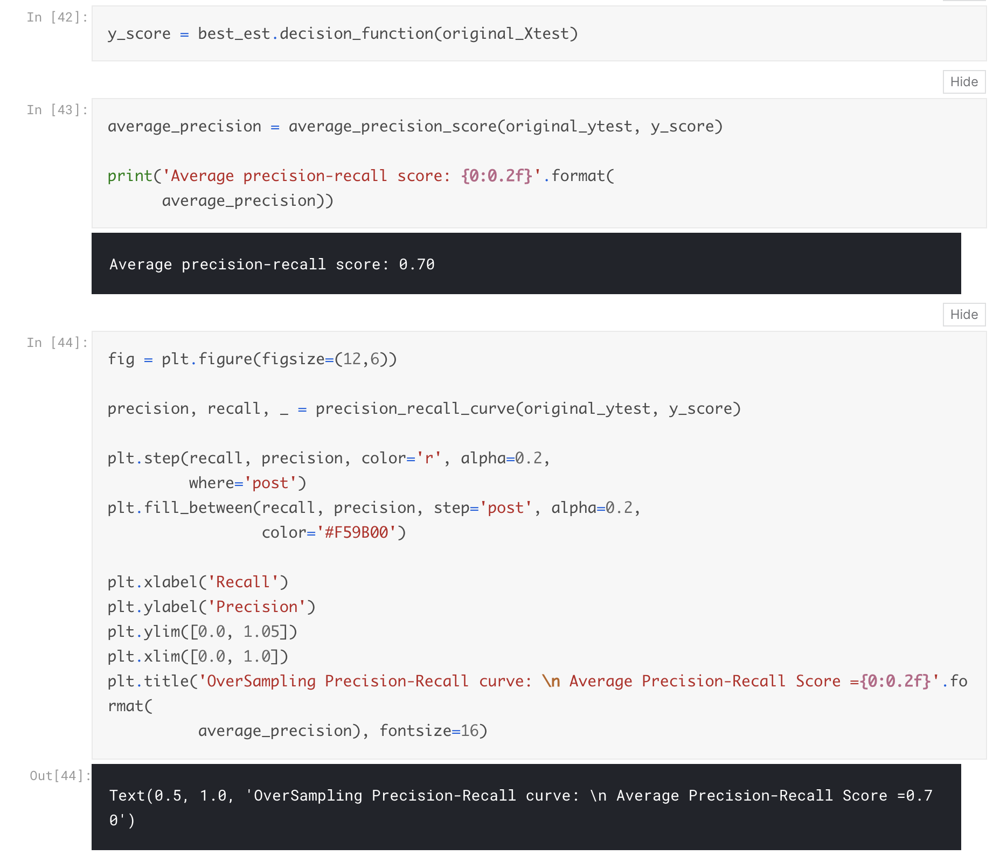 In [42]:
y_score = best_est.decision_function(original_Xtest)
Hide
In [43]:
average_precision = average_precision_score(original_ytest, y_score)
print('Average precision-recall score: {0:0.2f}'.format(
      average_precision))
Average precision-recall score: 0.70
Hide
In [44]:
fig = plt.figure(figsize=(12,6))
precision, recall, _ = precision_recall_curve(original_ytest, y_score)
plt.step(recall, precision, color='r', alpha=0.2,
         where='post')
plt.fill_between(recall, precision, step='post', alpha=0.2,
                 color='#F59B00')
plt.xlabel('Recall')
plt.ylabel('Precision')
plt.ylim([0.0, 1.05])
plt.xlim([0.0, 1.0])
plt.title('OverSampling Precision-Recall curve: \n Average Precision-Recall Score ={0:0.2f}'.fo
rmat(
          average_precision), fontsize=16)
Out[44]:
Text(0.5, 1.0, 'OverSampling Precision-Recall curve: \n Average Precision-Recall Score =0.7
0')